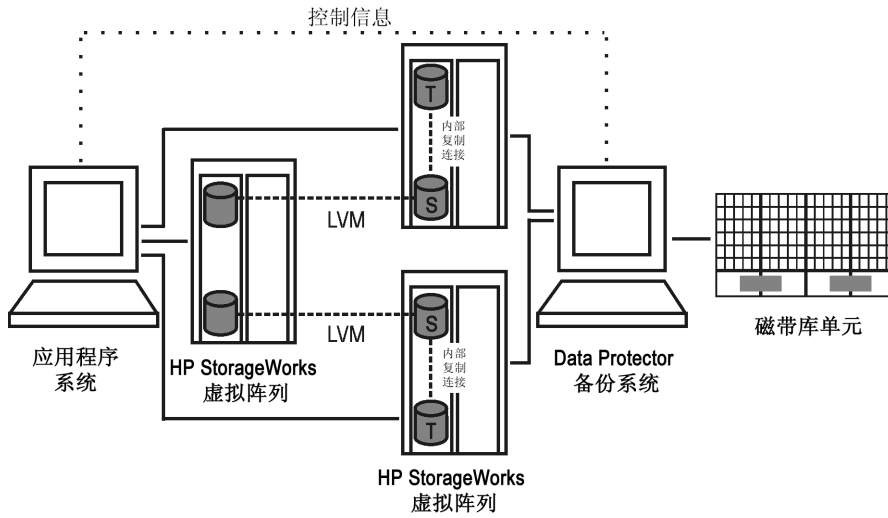 控制信息
T
内部
复制
连接
S
LVM
S
LVM
内部
复制
连接
T
应用程序
系统
HP StorageWorks
虚拟阵列
Data Protector
备份系统
磁带库单元
HP StorageWorks
虚拟阵列